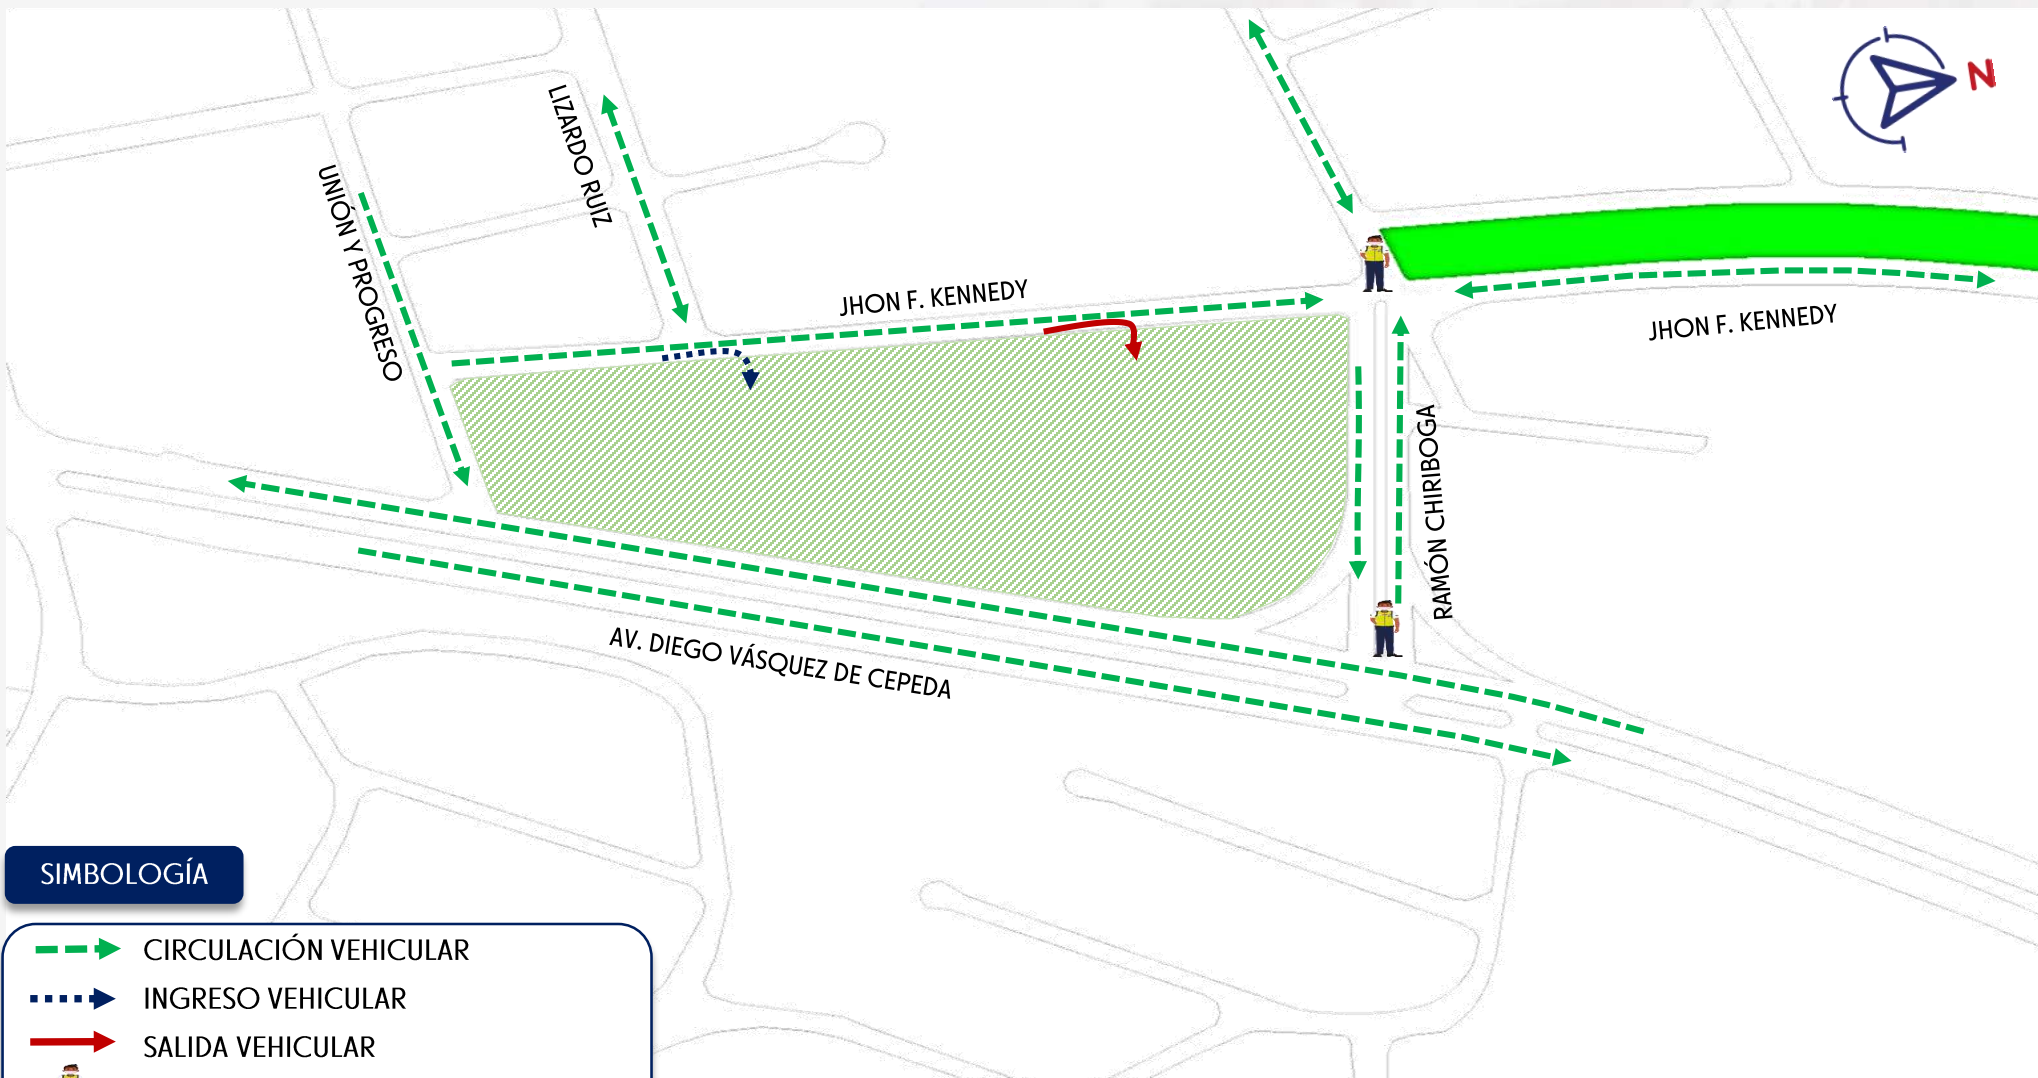 N
LIZARDO RUIZ
UNIÓN Y PROGRESO
JHON F. KENNEDY
JHON F. KENNEDY
RAMÓN CHIRIBOGA
AV. DIEGO VÁSQUEZ DE CEPEDA
SIMBOLOGÍA
CIRCULACIÓN VEHICULAR
INGRESO VEHICULAR
SALIDA VEHICULAR